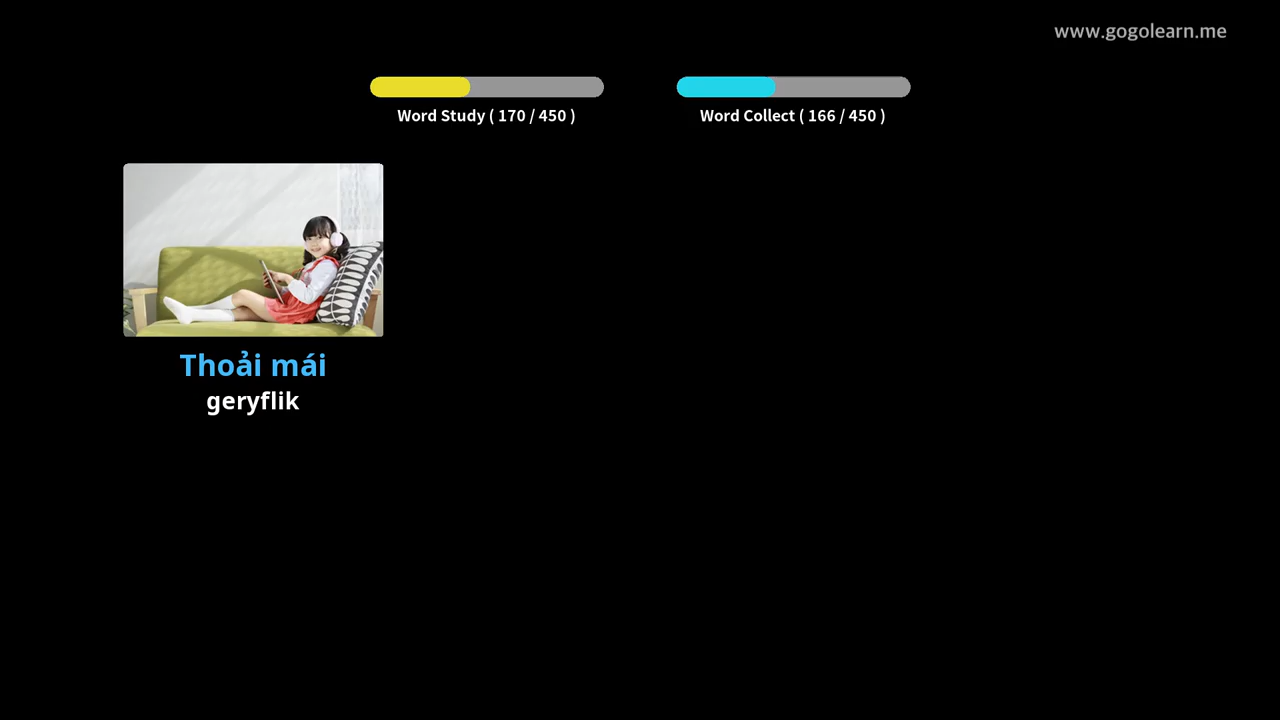 www.gogolearn.me
Word Study ( 170 / 450 )
Word Collect ( 166 / 450 )
Thoải mái
geryflik